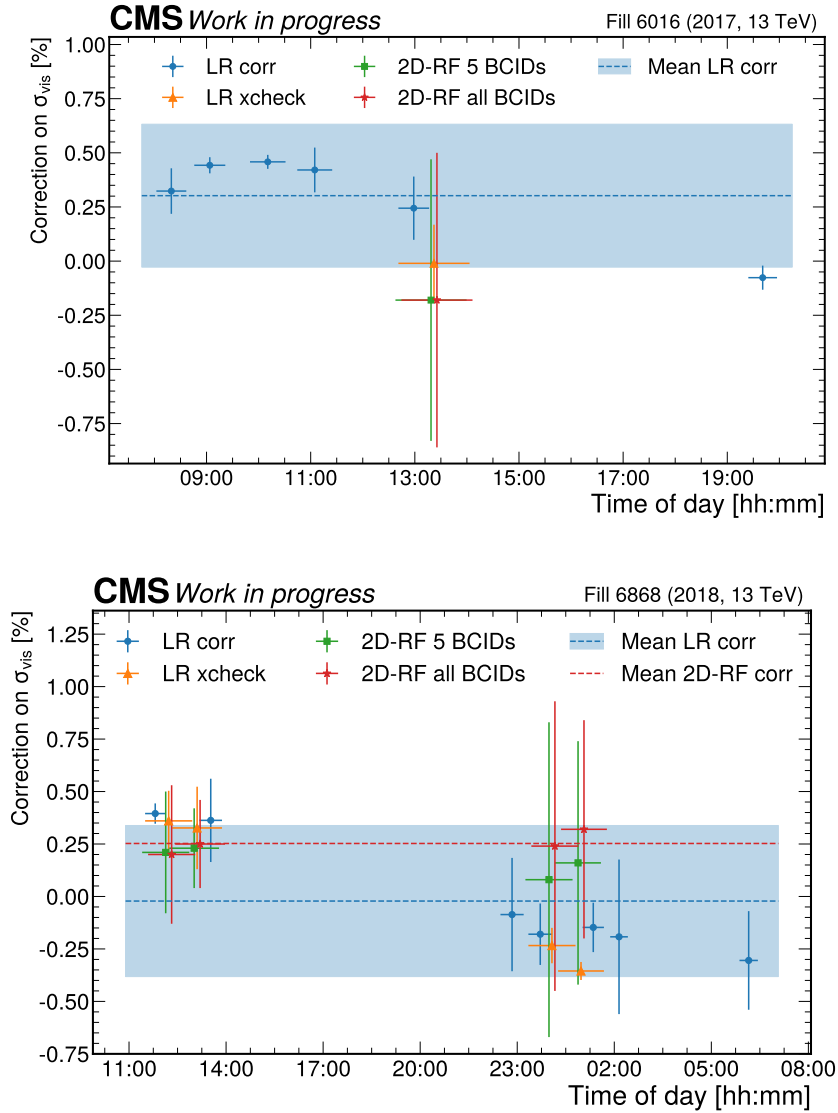 CMS Work in progress Fill 6016 (2017, 13 TeV)
Correction on σvis [%]
LR corr 2D-RF 5 BCIDs Mean LR corr
LR xcheck 2D-RF all BCIDs
1.00
0.75
0.50
0.25
0.00
-0.25
-0.50
-0.75
09:00 11:00 13:00 15:00 17:00 19:00
Time of day [hh:mm]
CMS Work in progress Fill 6868 (2018, 13 TeV)
Correction on σvis [%]
LR corr 2D-RF 5 BCIDs Mean LR corr
LR xcheck 2D-RF all BCIDs Mean 2D-RF corr
1.25
1.00
0.75
0.50
0.25
0.00
-0.25
-0.50
-0.75
11:00 14:00 17:00 20:00 23:00 02:00 05:00 08:00
Time of day [hh:mm]